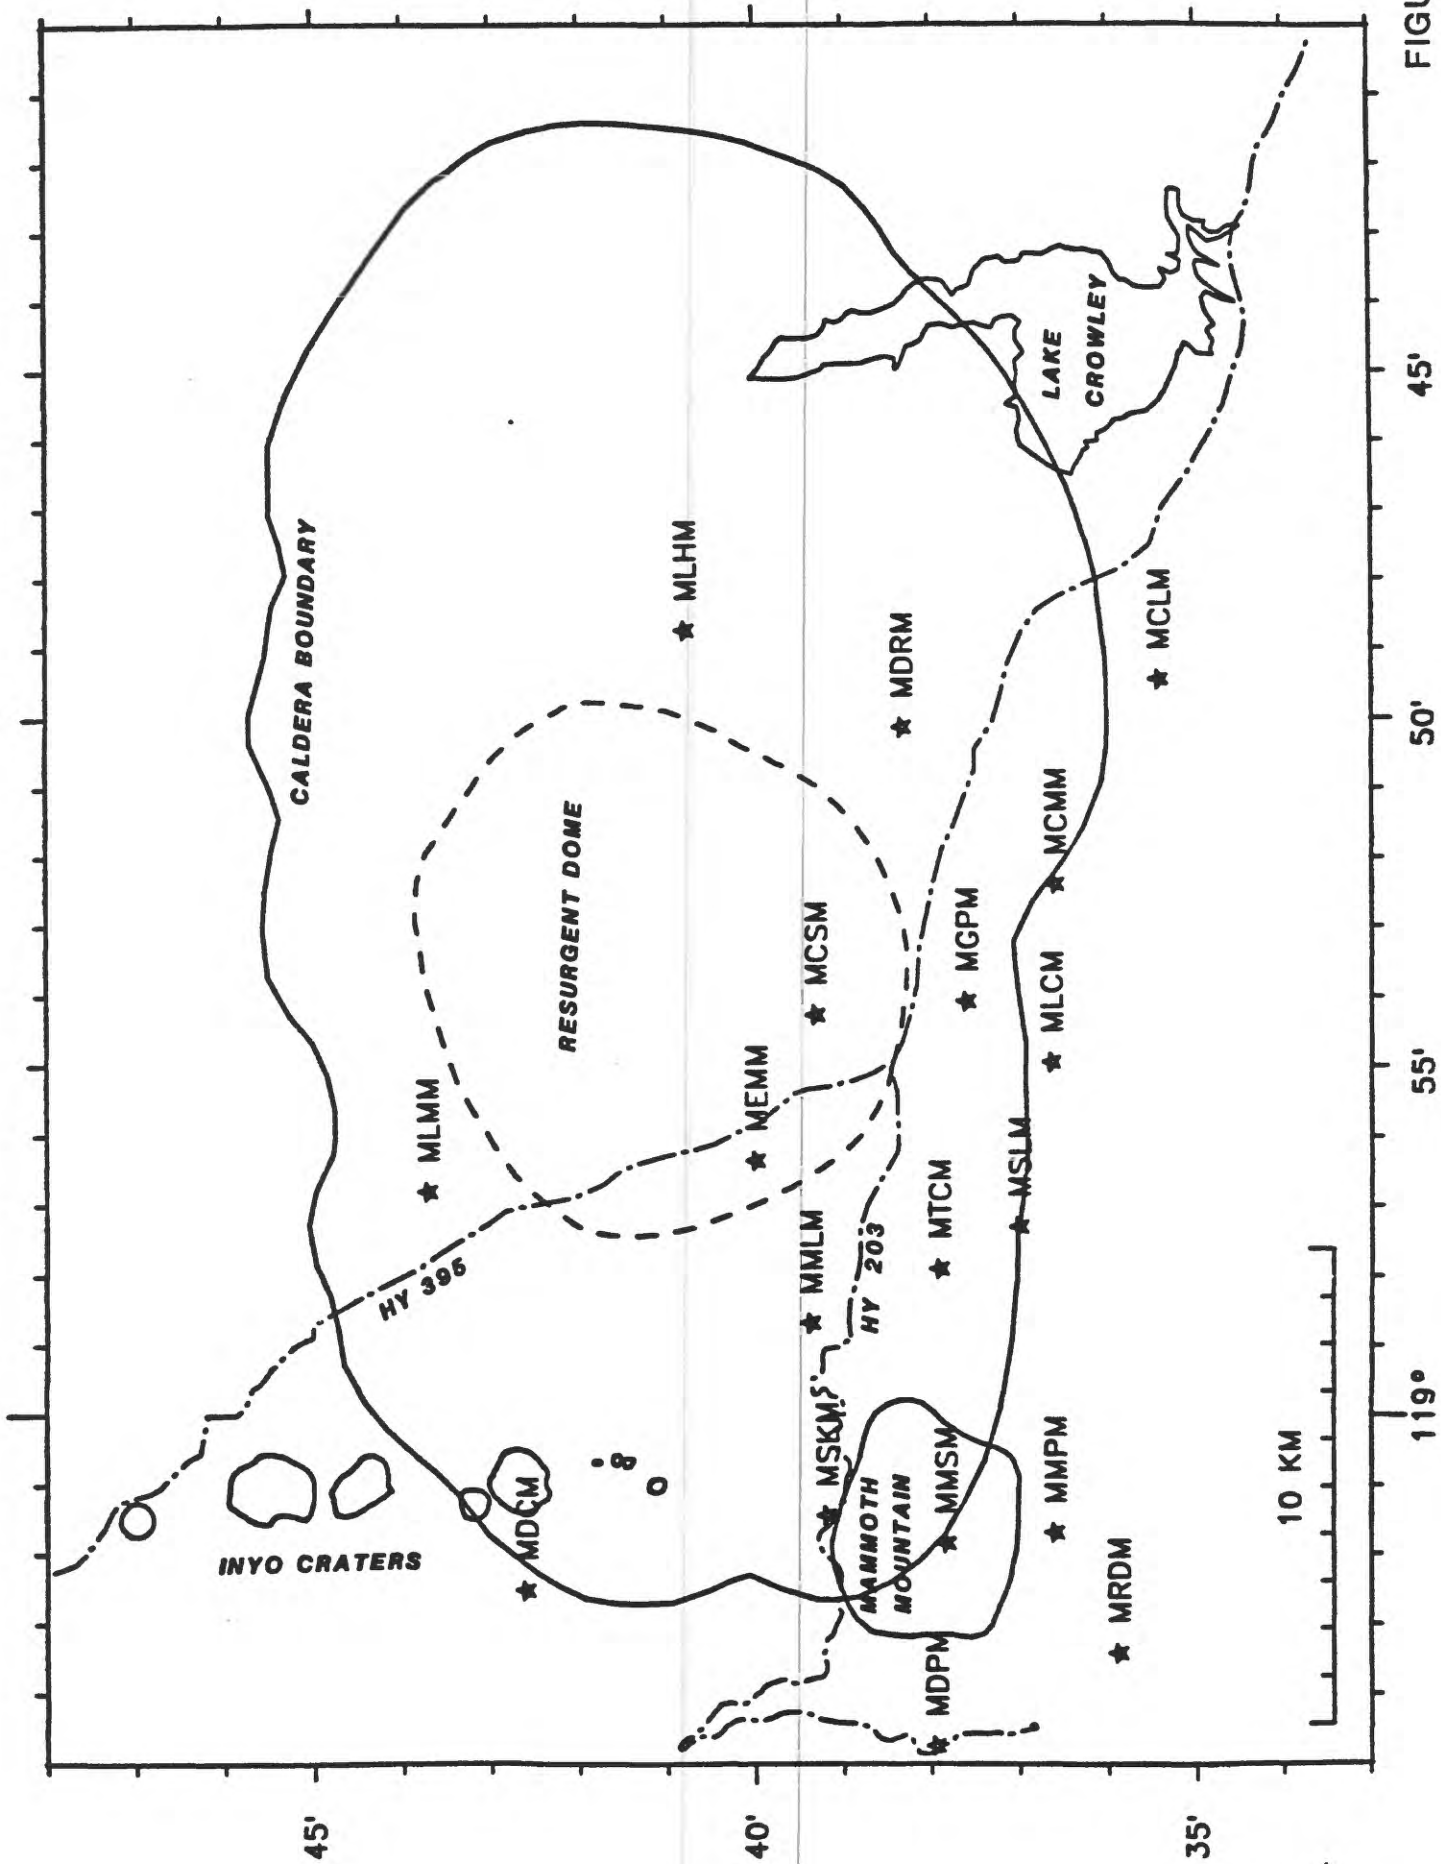 FIGU
45'
40'
35'
119°
55'
50'
45'
CALDERA BOUNDARY
RESURGENT DOME
INYO CRATERS
MAMMOTH
MOUNTAIN
LAKE
CROWLEY
HY 395
HY 203
MLMM
MEMM
MCSM
MLHM
MDRM
MCLM
MCMM
MGPM
MLCM
MSLM
MTCM
MMLM
MSKM
MMSM
MMPM
MDCM
MDPM
MRDM
10 KM